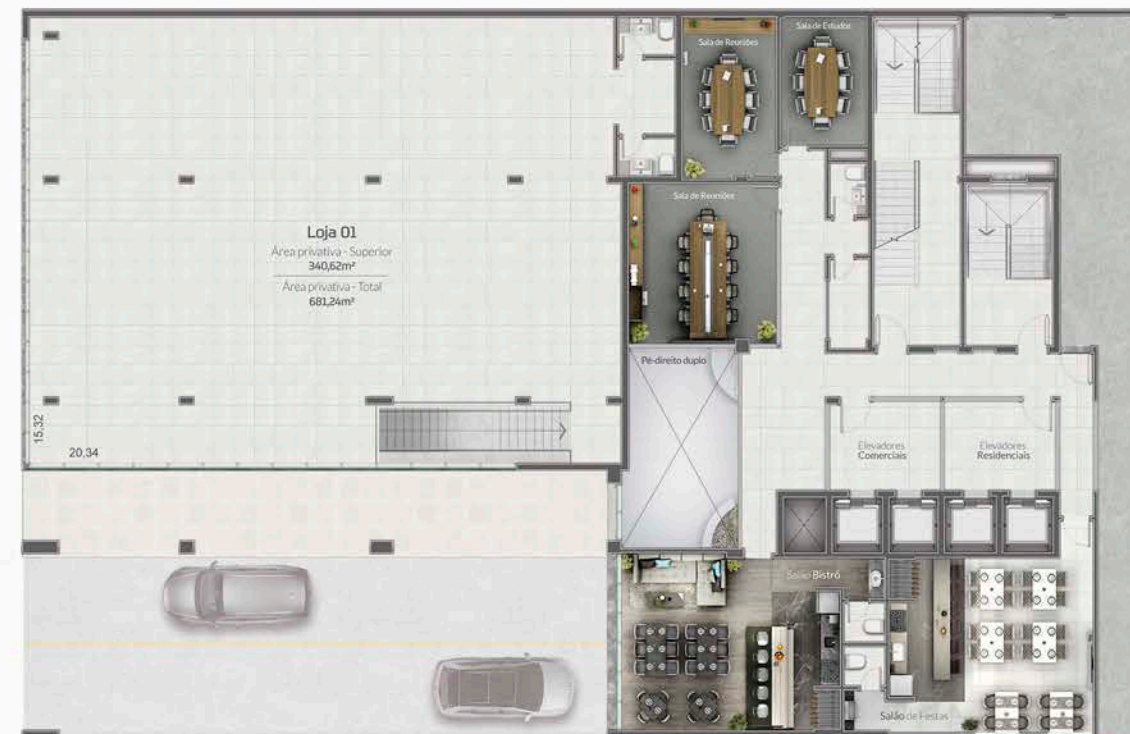 Sala de Reuniões
Sala de Estudos
Sala de Reuniões
Loja 01
Área privativa - Superior
340,62m²
Área privativa - Total
681,24m²
Pé-direito duplo
15,32
20,34
Elevadores
Comerciais
Elevadores
Residenciais
Salão Bistrô
Salão de Festas